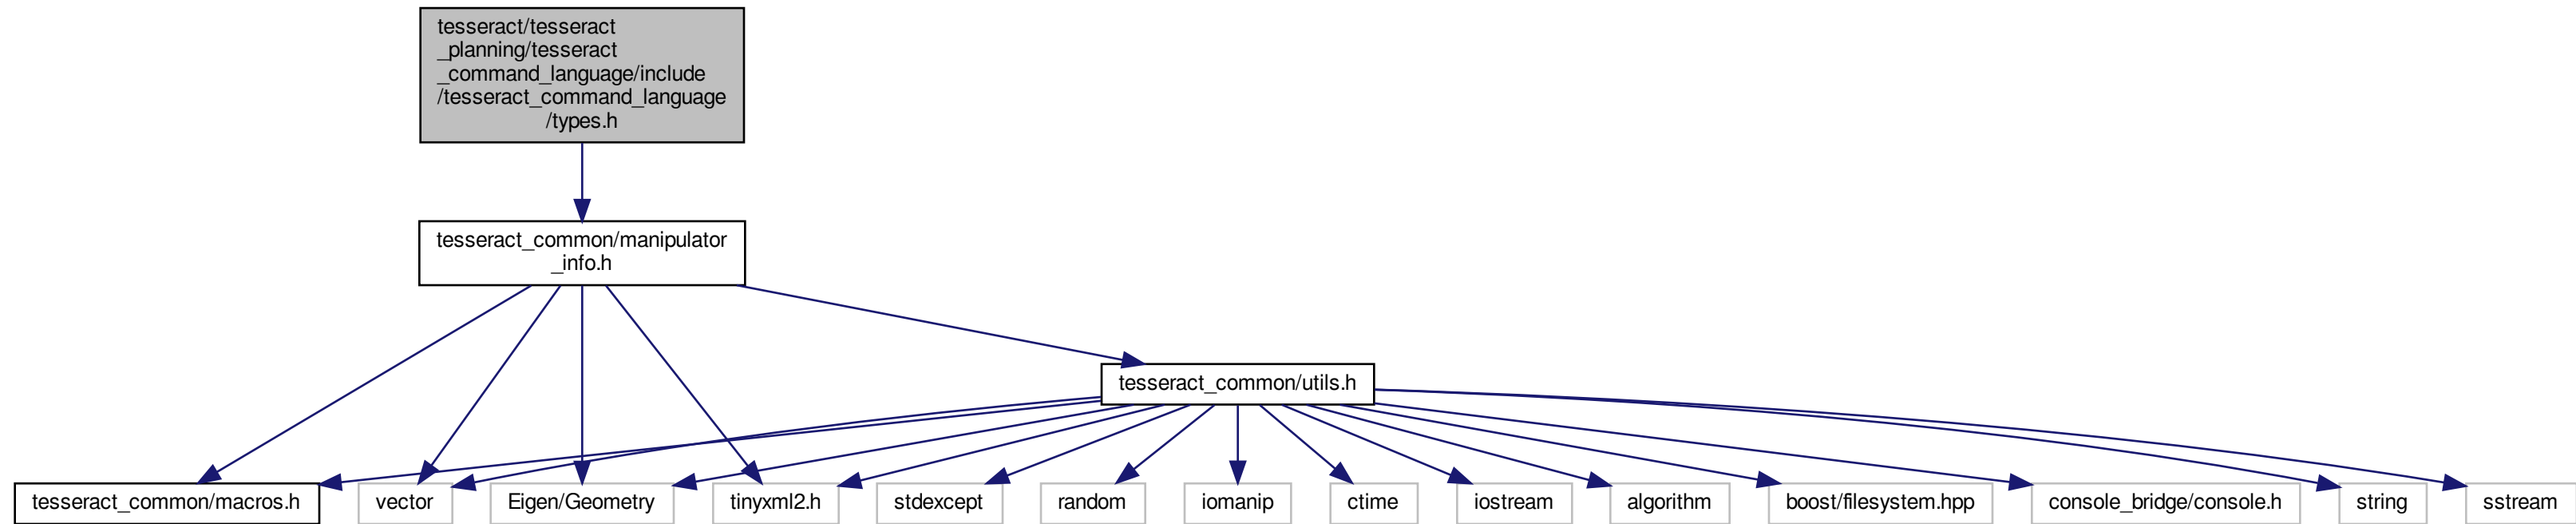 tesseract/tesseract
_planning/tesseract
_command_language/include
/tesseract_command_language
/types.h
tesseract_common/manipulator
_info.h
tesseract_common/utils.h
tesseract_common/macros.h
vector
Eigen/Geometry
tinyxml2.h
stdexcept
random
iomanip
ctime
iostream
algorithm
boost/filesystem.hpp
console_bridge/console.h
string
sstream